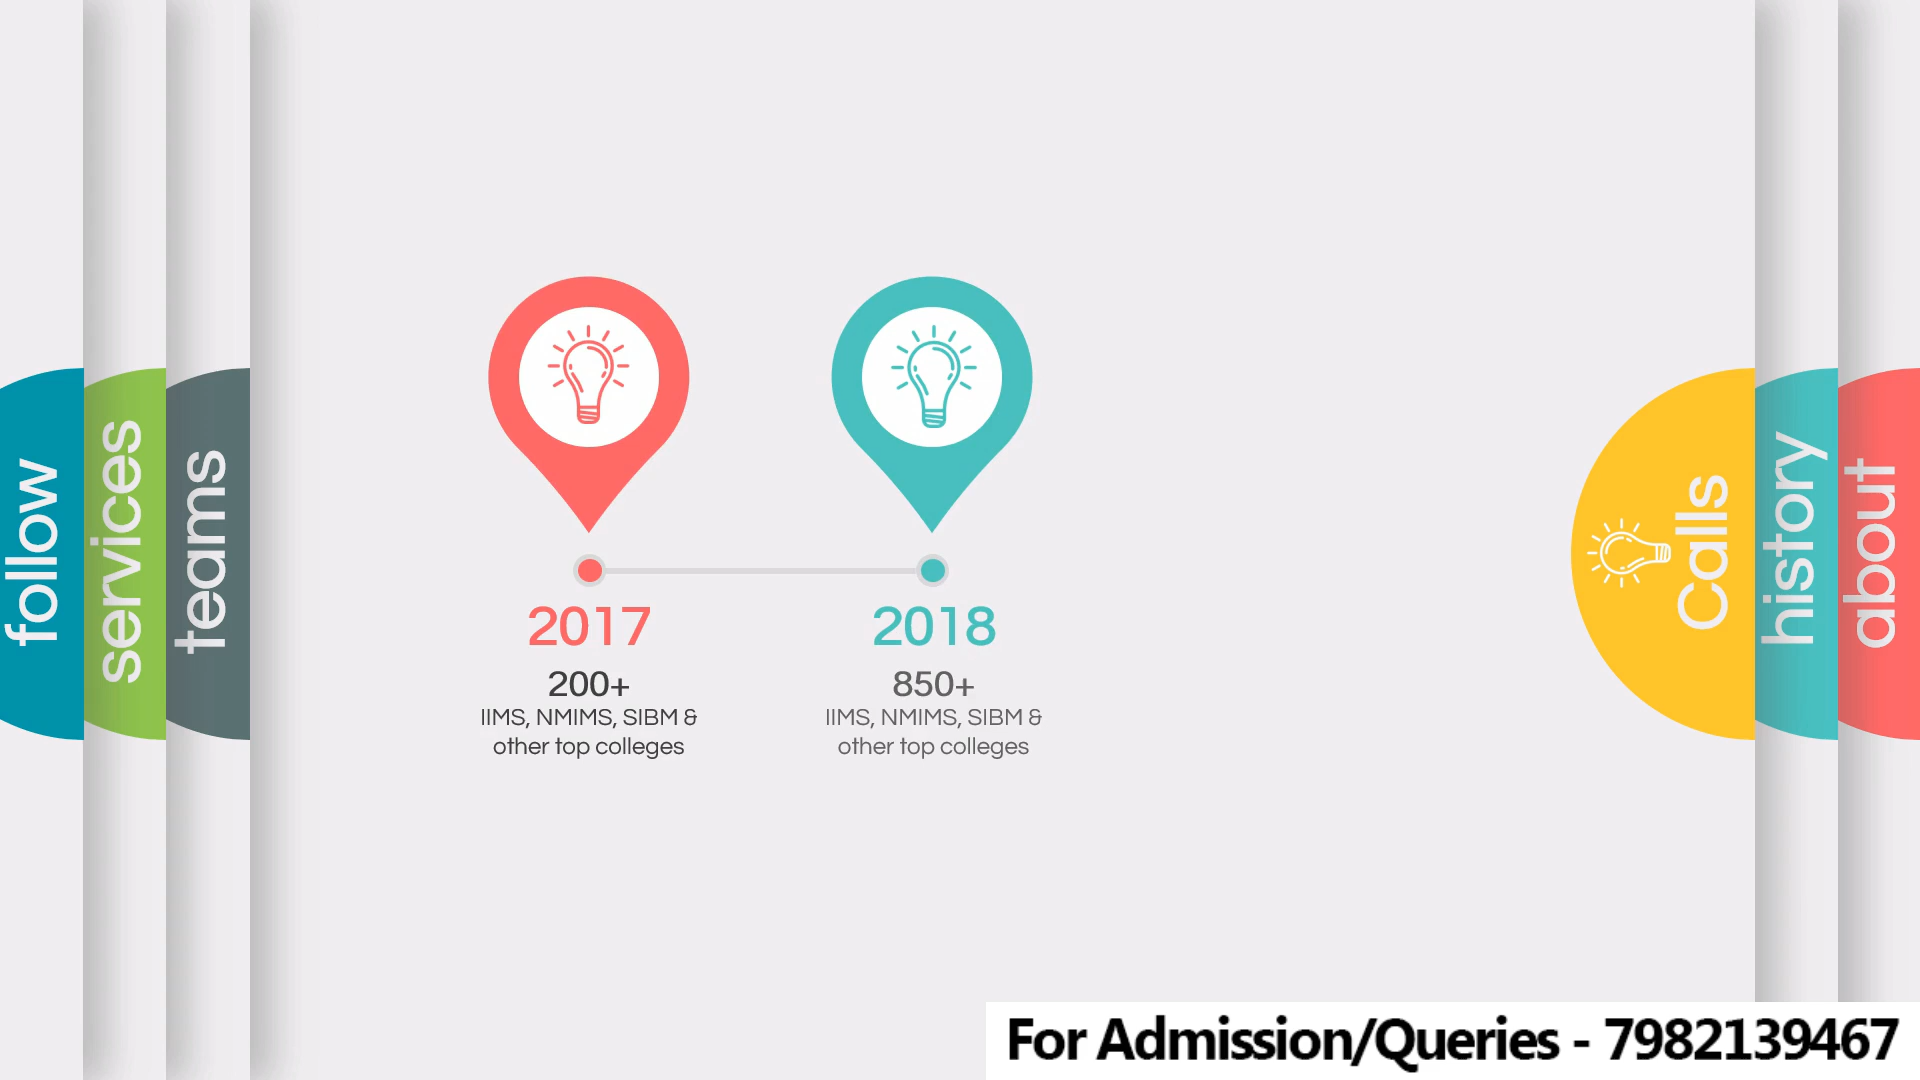 follow
services
teams
2017
200+
IIMS, NMIMS, SIBM &
other top colleges
2018
850+
IIMS, NMIMS, SIBM &
other top colleges
Calls
history
about
For Admission/Queries - 7982139467